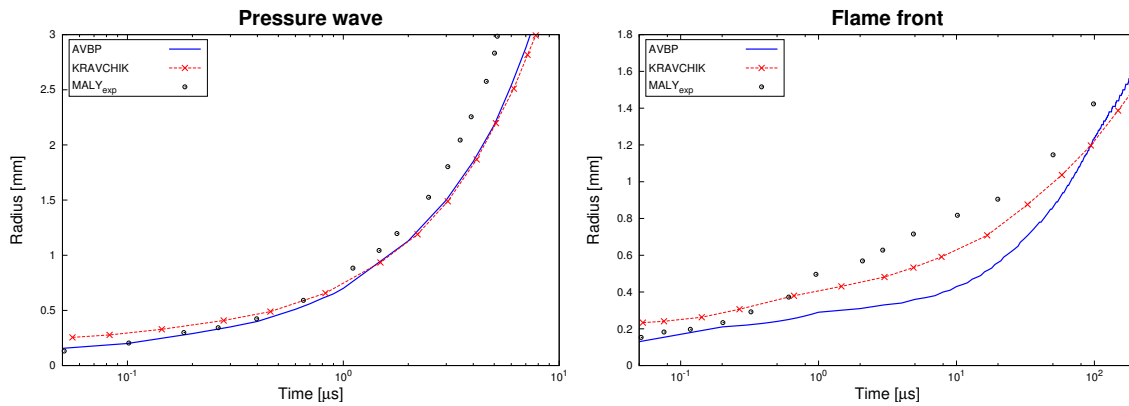 Pressure wave
AVBP
KRAVCHIK
MALYexp
Radius [mm]
3
2.5
2
1.5
1
0.5
0
10⁻¹ 10⁰ 10¹
Time [µs]
Flame front
AVBP
KRAVCHIK
MALYexp
Radius [mm]
1.8
1.6
1.4
1.2
1
0.8
0.6
0.4
0.2
0
10⁻¹ 10⁰ 10¹ 10²
Time [µs]